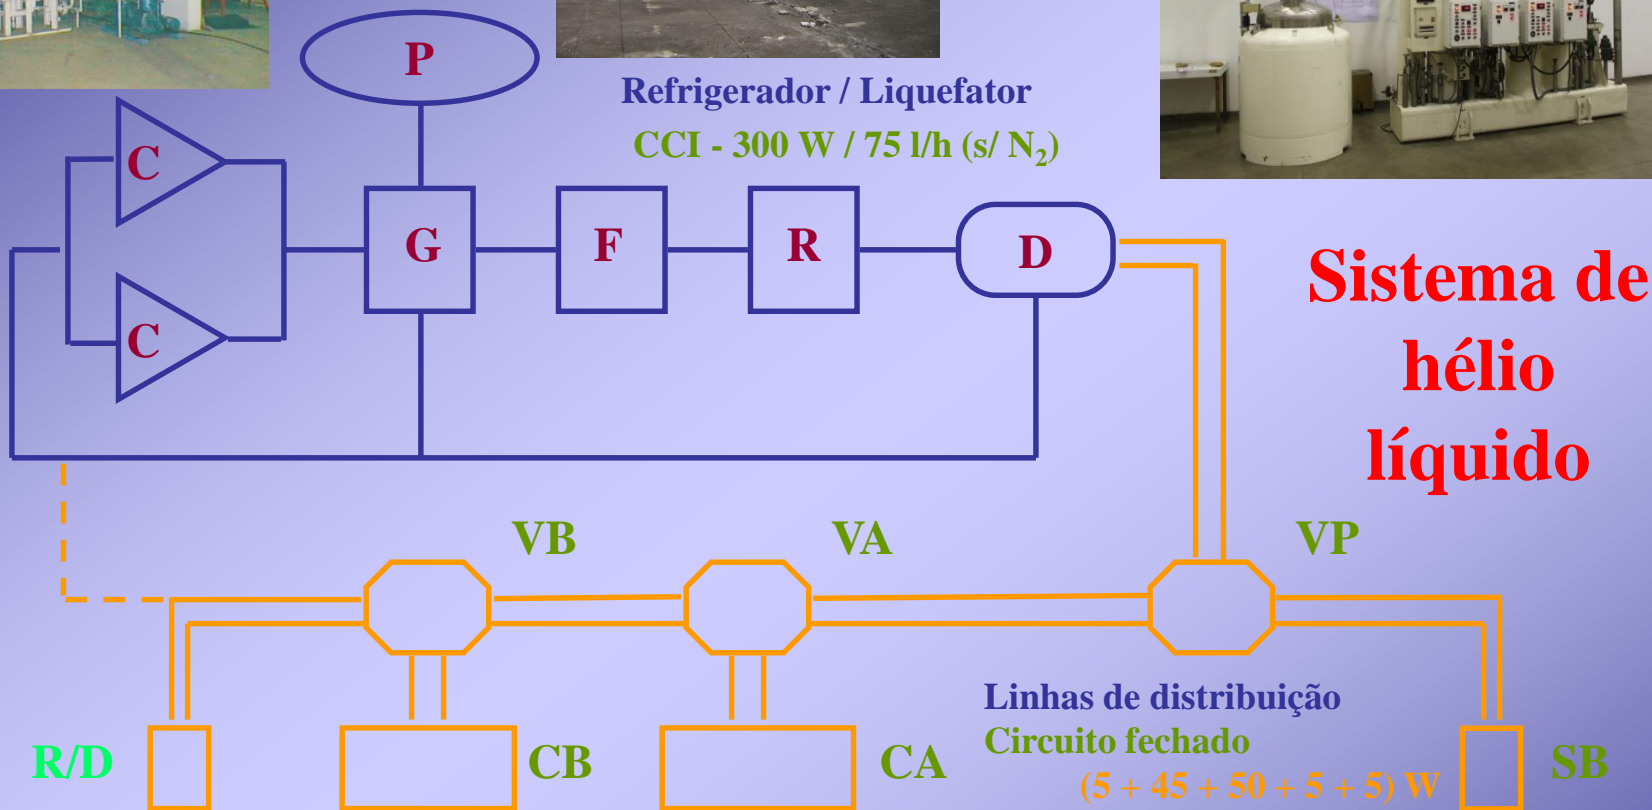 P
Refrigerador / Liquefator
CCI - 300 W / 75 l/h (s/ N₂)
C
G
F
R
D
C
Sistema de
hélio
líquido
VB
VA
VP
Linhas de distribuição
Circuito fechado
(5 + 45 + 50 + 5 + 5) W
R/D
CB
CA
SB